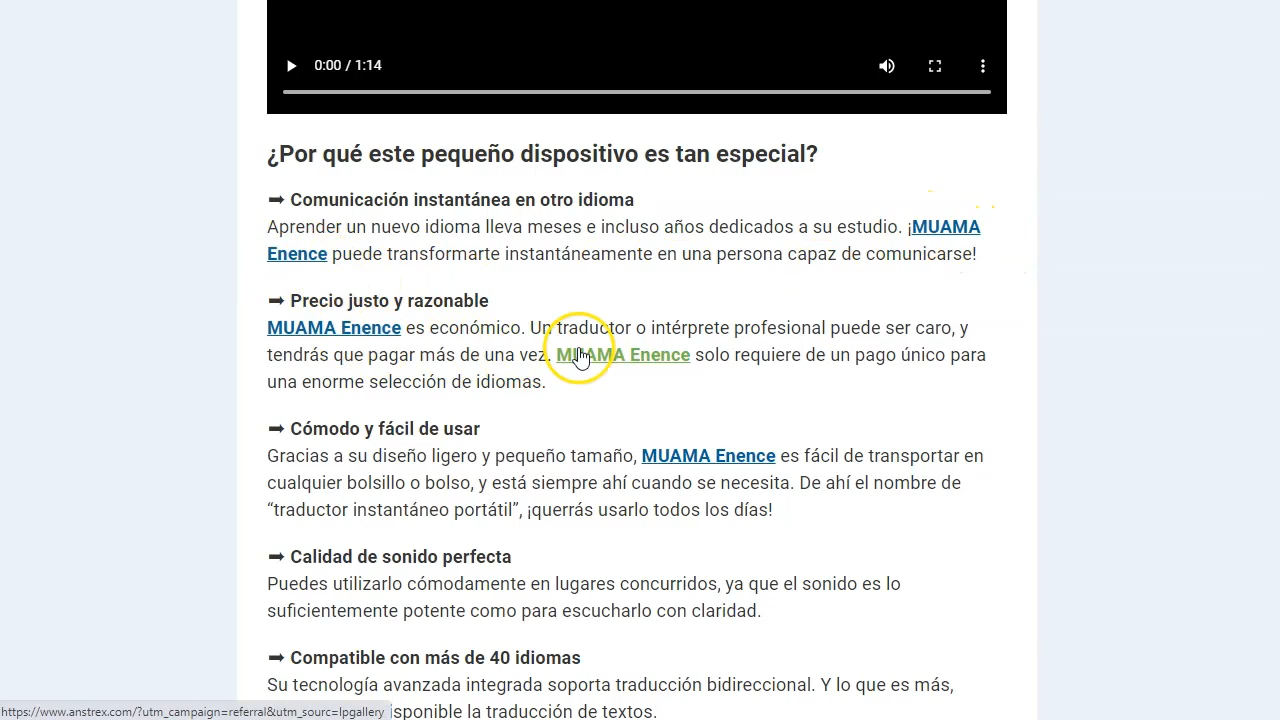 0:00 / 1:14
¿Por qué este pequeño dispositivo es tan especial?
➡ Comunicación instantánea en otro idioma
Aprender un nuevo idioma lleva meses e incluso años dedicados a su estudio. ¡MUAMA
Enence puede transformarte instantáneamente en una persona capaz de comunicarse!
➡ Precio justo y razonable
MUAMA Enence es económico. Un traductor o intérprete profesional puede ser caro, y
tendrás que pagar más de una vez. MUAMA Enence solo requiere de un pago único para
una enorme selección de idiomas.
➡ Cómodo y fácil de usar
Gracias a su diseño ligero y pequeño tamaño, MUAMA Enence es fácil de transportar en
cualquier bolsillo o bolso, y está siempre ahí cuando se necesita. De ahí el nombre de
“traductor instantáneo portátil”, ¡querrás usarlo todos los días!
➡ Calidad de sonido perfecta
Puedes utilizarlo cómodamente en lugares concurridos, ya que el sonido es lo
suficientemente potente como para escucharlo con claridad.
➡ Compatible con más de 40 idiomas
Su tecnología avanzada integrada soporta traducción bidireccional. Y lo que es más,
isponible la traducción de textos.
https://www.anstrex.com/?utm_campaign=referral&utm_sourc=lpgallery